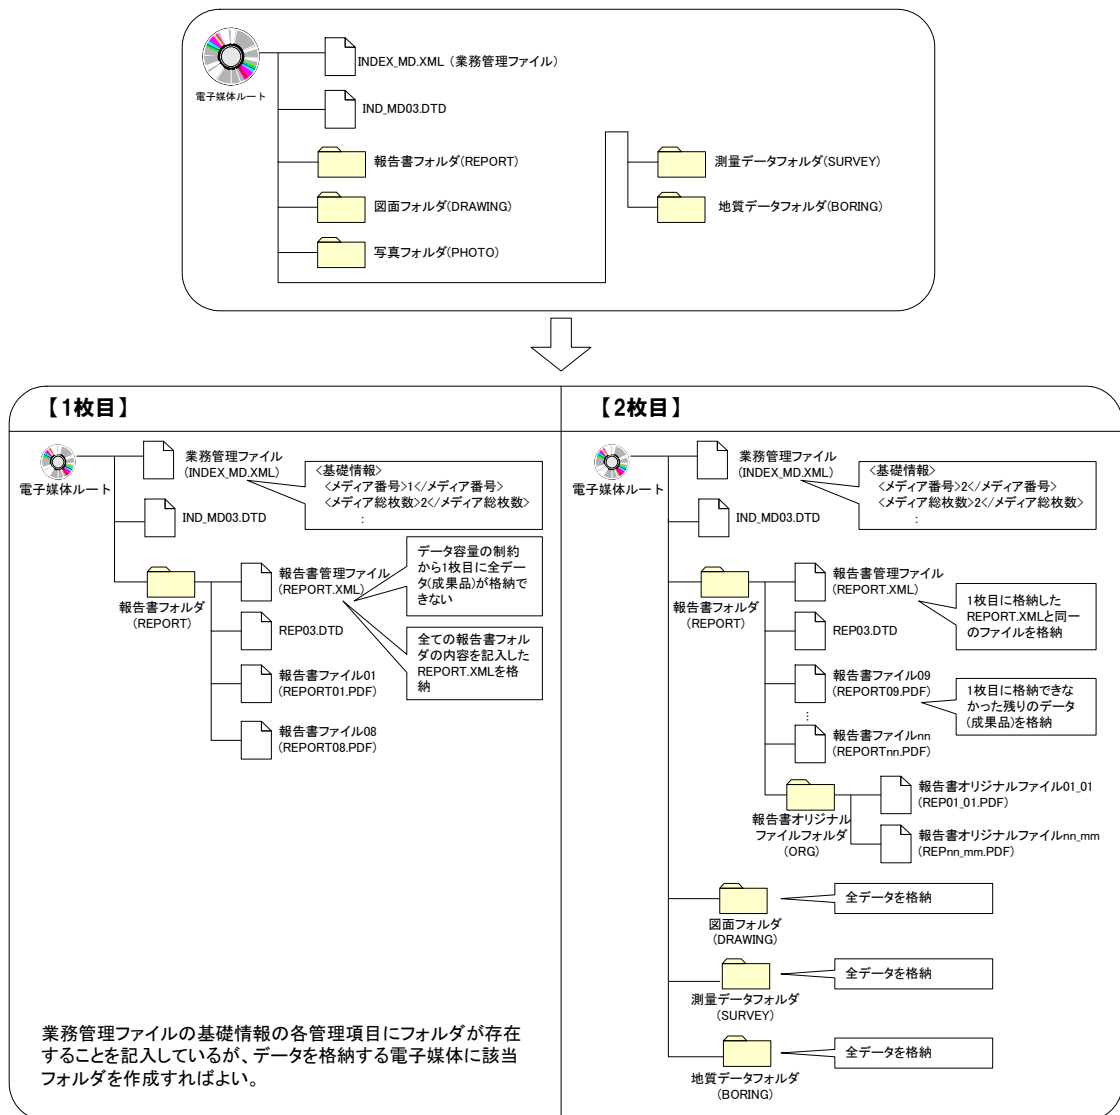 電子媒体ルート
INDEX_MD.XML (業務管理ファイル)
IND_MD03.DTD
報告書フォルダ(REPORT)
図面フォルダ(DRAWING)
写真フォルダ(PHOTO)
測量データフォルダ(SURVEY)
地質データフォルダ(BORING)
【1枚目】
電子媒体ルート
業務管理ファイル
(INDEX_MD.XML)
<基礎情報>
<メディア番号>1</メディア番号>
<メディア総枚数>2</メディア総枚数>
:
IND_MD03.DTD
報告書フォルダ
(REPORT)
報告書管理ファイル
(REPORT.XML)
データ容量の制約
から1枚目に全デー
タ(成果品)が格納で
きない
REP03.DTD
全ての報告書フォル
ダの内容を記入した
REPORT.XMLを格
納
報告書ファイル01
(REPORT01.PDF)
報告書ファイル08
(REPORT08.PDF)
業務管理ファイルの基礎情報の各管理項目にフォルダが存在
することを記入しているが、データを格納する電子媒体に該当
フォルダを作成すればよい。
【2枚目】
電子媒体ルート
業務管理ファイル
(INDEX_MD.XML)
<基礎情報>
<メディア番号>2</メディア番号>
<メディア総枚数>2</メディア総枚数>
:
IND_MD03.DTD
報告書フォルダ
(REPORT)
報告書管理ファイル
(REPORT.XML)
1枚目に格納した
REPORT.XMLと同一
のファイルを格納
REP03.DTD
報告書ファイル09
(REPORT09.PDF)
1枚目に格納できな
かった残りのデータ
(成果品)を格納
⋮
報告書ファイルnn
(REPORTnn.PDF)
報告書オリジナル
ファイルフォルダ
(ORG)
報告書オリジナルファイル01_01
(REP01_01.PDF)
報告書オリジナルファイルnn_mm
(REPnn_mm.PDF)
図面フォルダ
(DRAWING)
全データを格納
測量データフォルダ
(SURVEY)
全データを格納
地質データフォルダ
(BORING)
全データを格納